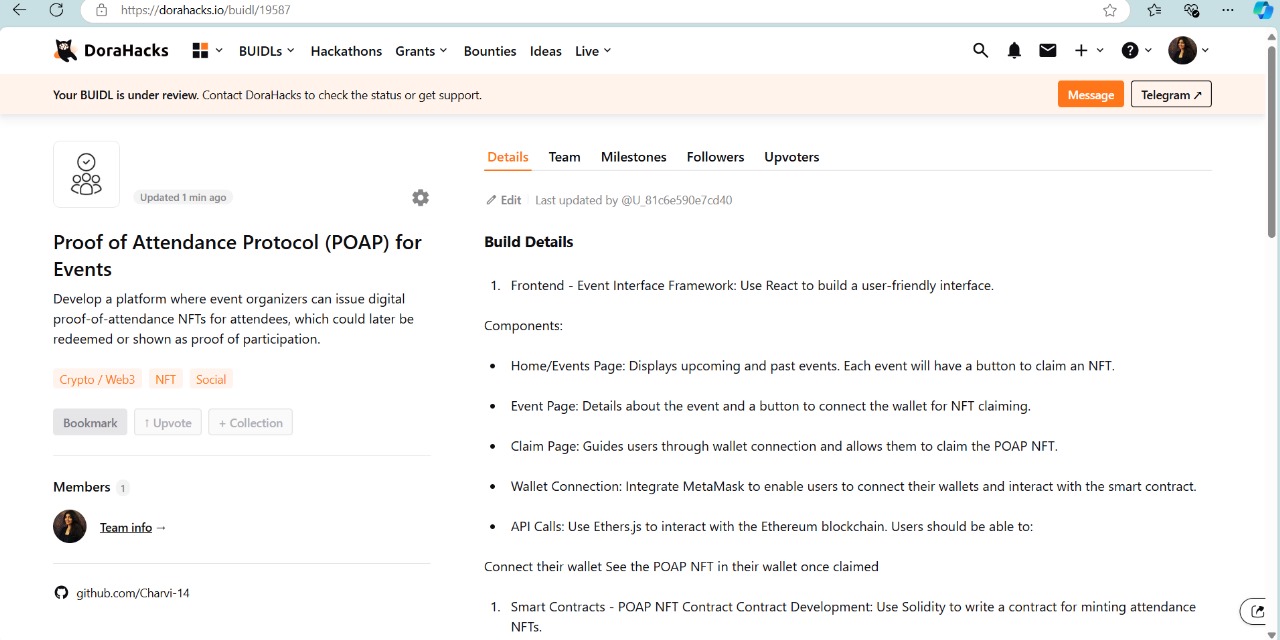 https://dorahacks.io/buidl/19587
DoraHacks
BUIDLs
Hackathons
Grants
Bounties
Ideas
Live
Your BUIDL is under review. Contact DoraHacks to check the status or get support.
Message
Telegram ↗
Updated 1 min ago
Proof of Attendance Protocol (POAP) for
Events
Develop a platform where event organizers can issue digital
proof-of-attendance NFTs for attendees, which could later be
redeemed or shown as proof of participation.
Crypto / Web3
NFT
Social
Bookmark
↑ Upvote
+ Collection
Members 1
Team info →
github.com/Charvi-14
Details
Team
Milestones
Followers
Upvoters
Edit
Last updated by @U_81c6e590e7cd40
Build Details
1. Frontend - Event Interface Framework: Use React to build a user-friendly interface.
Components:
• Home/Events Page: Displays upcoming and past events. Each event will have a button to claim an NFT.
• Event Page: Details about the event and a button to connect the wallet for NFT claiming.
• Claim Page: Guides users through wallet connection and allows them to claim the POAP NFT.
• Wallet Connection: Integrate MetaMask to enable users to connect their wallets and interact with the smart contract.
• API Calls: Use Ethers.js to interact with the Ethereum blockchain. Users should be able to:
Connect their wallet See the POAP NFT in their wallet once claimed
1. Smart Contracts - POAP NFT Contract Contract Development: Use Solidity to write a contract for minting attendance
NFTs.